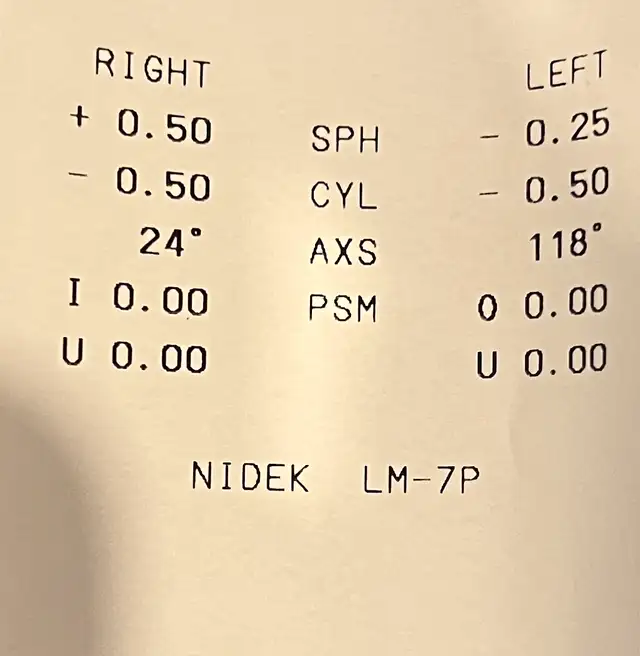 RIGHT LEFT
+ 0.50 SPH - 0.25
- 0.50 CYL - 0.50
24° AXS 118°
I 0.00 PSM O 0.00
U 0.00 U 0.00
NIDEK LM-7P